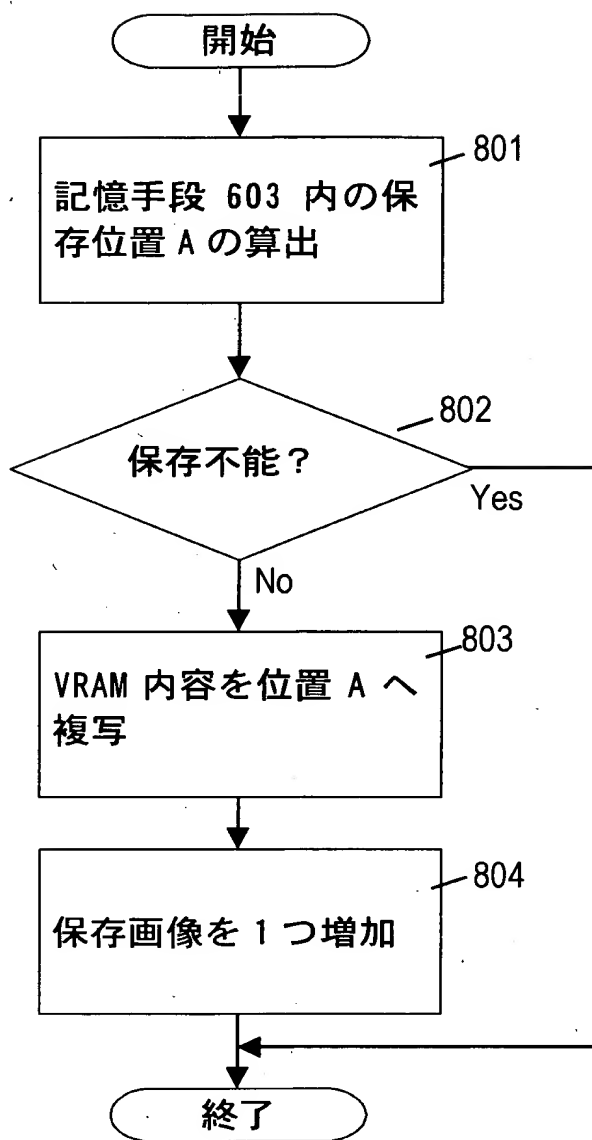 開始
801
記憶手段 603 内の保
存位置 A の算出
802
保存不能？
Yes
No
803
VRAM 内容を位置 A へ
複写
804
保存画像を１つ増加
終了